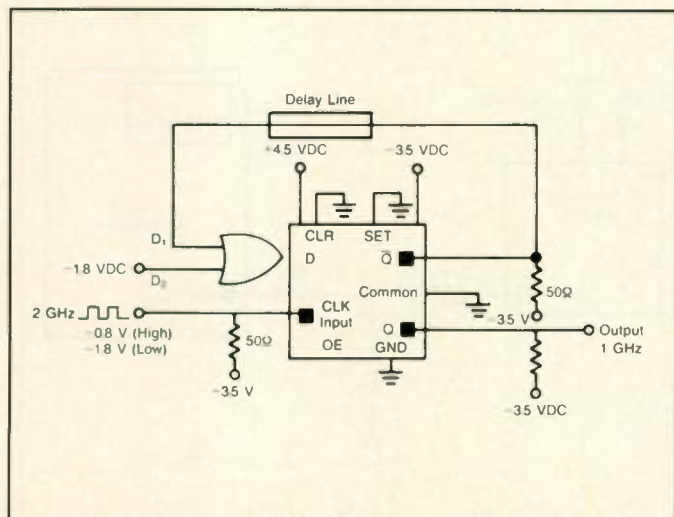 Delay Line
+4.5 VDC
-3.5 VDC
CLR
SET
D₁
D
Q̄
-1.8 VDC
D₂
Common
50Ω
2 GHz
CLK
Input
-3.5 V
-0.8 V (High)
-1.8 V (Low)
50Ω
Q
Output
1 GHz
OE
GND
-3.5 V
-3.5 VDC